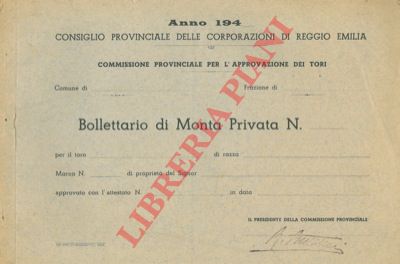 Anno 194
CONSIGLIO PROVINCIALE DELLE CORPORAZIONI DI REGGIO EMILIA
COMMISSIONE PROVINCIALE PER L'APPROVAZIONE DEI TORI
Comune di Frazione di
Bollettario di Monta Privata N.
per il toro di razza
Marca N. di proprietà del Signor
approvato con l'attestato N. in data
IL PRESIDENTE DELLA COMMISSIONE PROVINCIALE
LIBRERIA PIANI